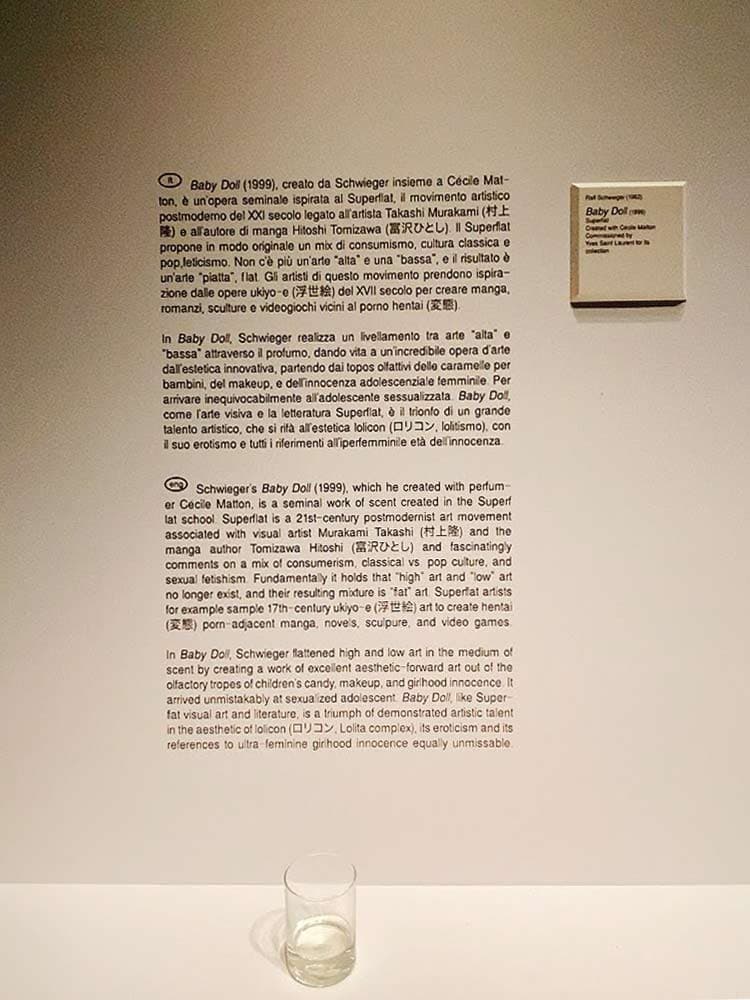 it. Baby Doll (1999), creato da Schwieger insieme a Cécile Mat-
ton, è un'opera seminale ispirata al Superflat, il movimento artistico
postmoderno del XXI secolo legato all'artista Takashi Murakami (村上
隆) e all'autore di manga Hitoshi Tomizawa (富沢ひとし). Il Superflat
propone in modo originale un mix di consumismo, cultura classica e
pop,feticismo. Non c'è più un'arte "alta" e una "bassa", e il risultato è
un'arte "piatta", flat. Gli artisti di questo movimento prendono ispira-
zione dalle opere ukiyo-e (浮世絵) del XVII secolo per creare manga,
romanzi, sculture e videogiochi vicini al porno hentai (変態).
In Baby Doll, Schwieger realizza un livellamento tra arte "alta" e
"bassa" attraverso il profumo, dando vita a un'incredibile opera d'arte
dall'estetica innovativa, partendo dai topos olfattivi delle caramelle per
bambini, del makeup, e dell'innocenza adolescenziale femminile. Per
arrivare inequivocabilmente all'adolescente sessualizzata. Baby Doll,
come l'arte visiva e la letteratura Superflat, è il trionfo di un grande
talento artistico, che si rifà all'estetica lolicon (ロリコン, lolitismo), con
il suo erotismo e tutti i riferimenti all'iperfemminile età dell'innocenza.
eng Schwieger's Baby Doll (1999), which he created with perfum-
er Cécile Matton, is a seminal work of scent created in the Superf
lat school. Superflat is a 21st-century postmodernist art movement
associated with visual artist Murakami Takashi (村上隆) and the
manga author Tomizawa Hitoshi (富沢ひとし) and fascinatingly
comments on a mix of consumerism, classical vs. pop culture, and
sexual fetishism. Fundamentally it holds that "high" art and "low" art
no longer exist, and their resulting mixture is "fat" art. Superfat artists
for example sample 17th-century ukiyo-e (浮世絵) art to create hentai
(変態) porn-adjacent manga, novels, sculpure, and video games.
In Baby Doll, Schwieger flattened high and low art in the medium of
scent by creating a work of excellent aesthetic-forward art out of the
olfactory tropes of children's candy, makeup, and girlhood innocence. It
arrived unmistakably at sexualized adolescent. Baby Doll, like Super-
fat visual art and literature, is a triumph of demonstrated artistic talent
in the aesthetic of lolicon (ロリコン, Lolita complex), its eroticism and its
references to ultra-feminine girlhood innocence equally unmissable.
Ralf Schwieger (1962)
Baby Doll (1999)
Superflat
Created with Cécile Matton
Commissioned by
Yves Saint Laurent for its
collection